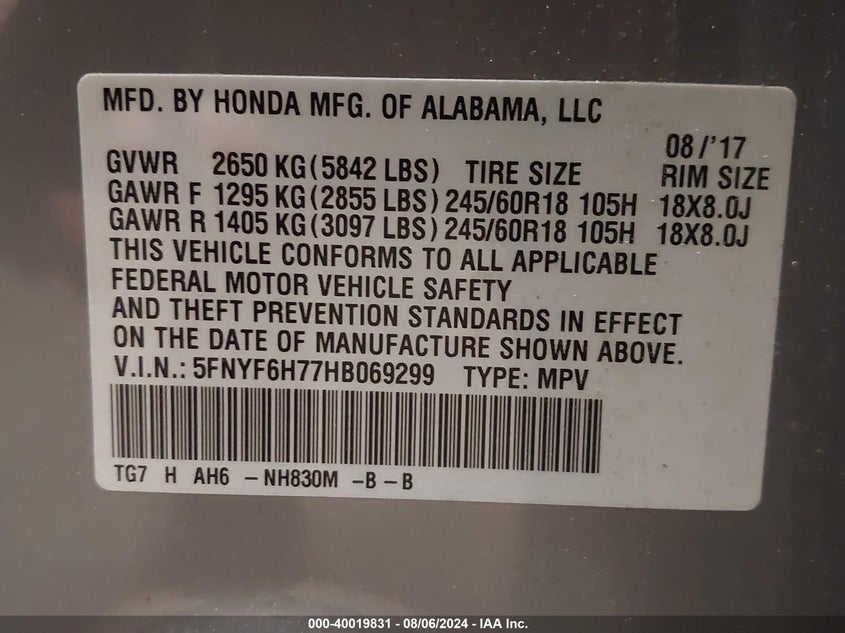 MFD. BY HONDA MFG. OF ALABAMA, LLC
08/'17
GVWR 2650 KG(5842 LBS) TIRE SIZE RIM SIZE
GAWR F 1295 KG(2855 LBS) 245/60R18 105H 18X8.0J
GAWR R 1405 KG(3097 LBS) 245/60R18 105H 18X8.0J
THIS VEHICLE CONFORMS TO ALL APPLICABLE
FEDERAL MOTOR VEHICLE SAFETY
AND THEFT PREVENTION STANDARDS IN EFFECT
ON THE DATE OF MANUFACTURE SHOWN ABOVE.
V.I.N.: 5FNYF6H77HB069299 TYPE: MPV
TG7 H AH6 -NH830M -B-B
000-40019831 - 08/06/2024 - IAA Inc.